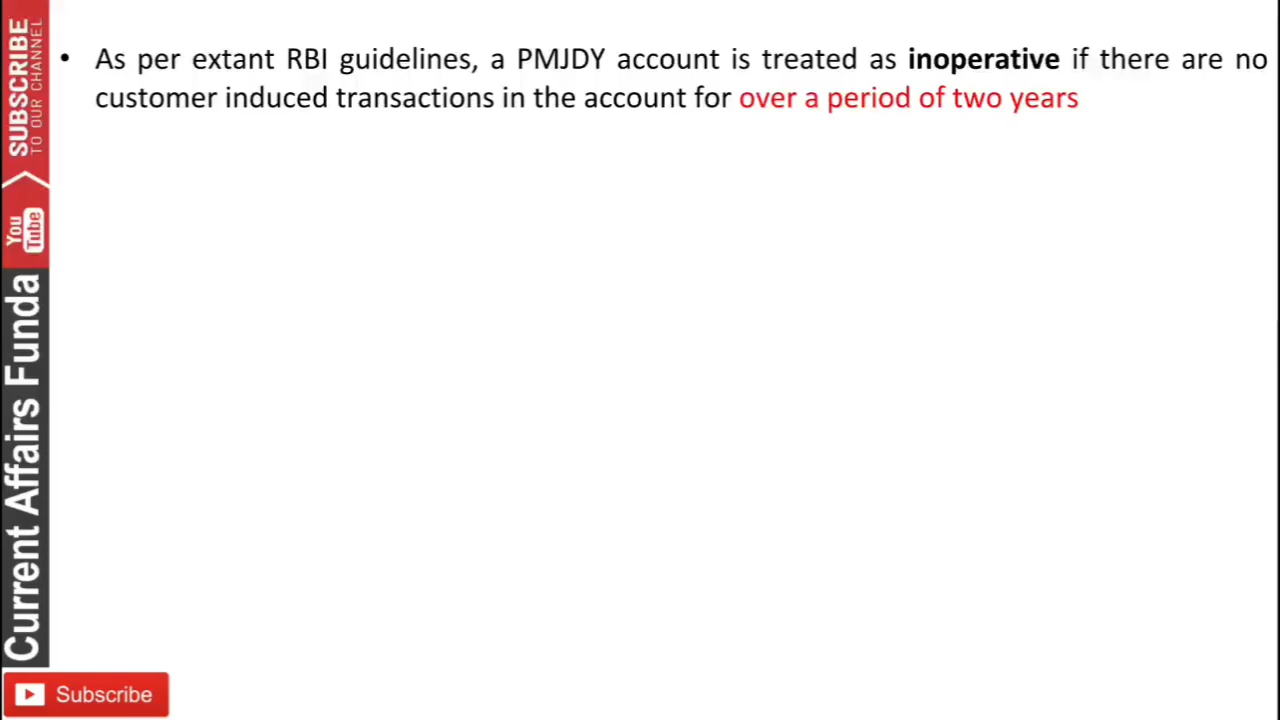 • As per extant RBI guidelines, a PMJDY account is treated as inoperative if there are no
customer induced transactions in the account for over a period of two years
SUBSCRIBE
TO OUR CHANNEL
You
Tube
Current Affairs Funda
Subscribe